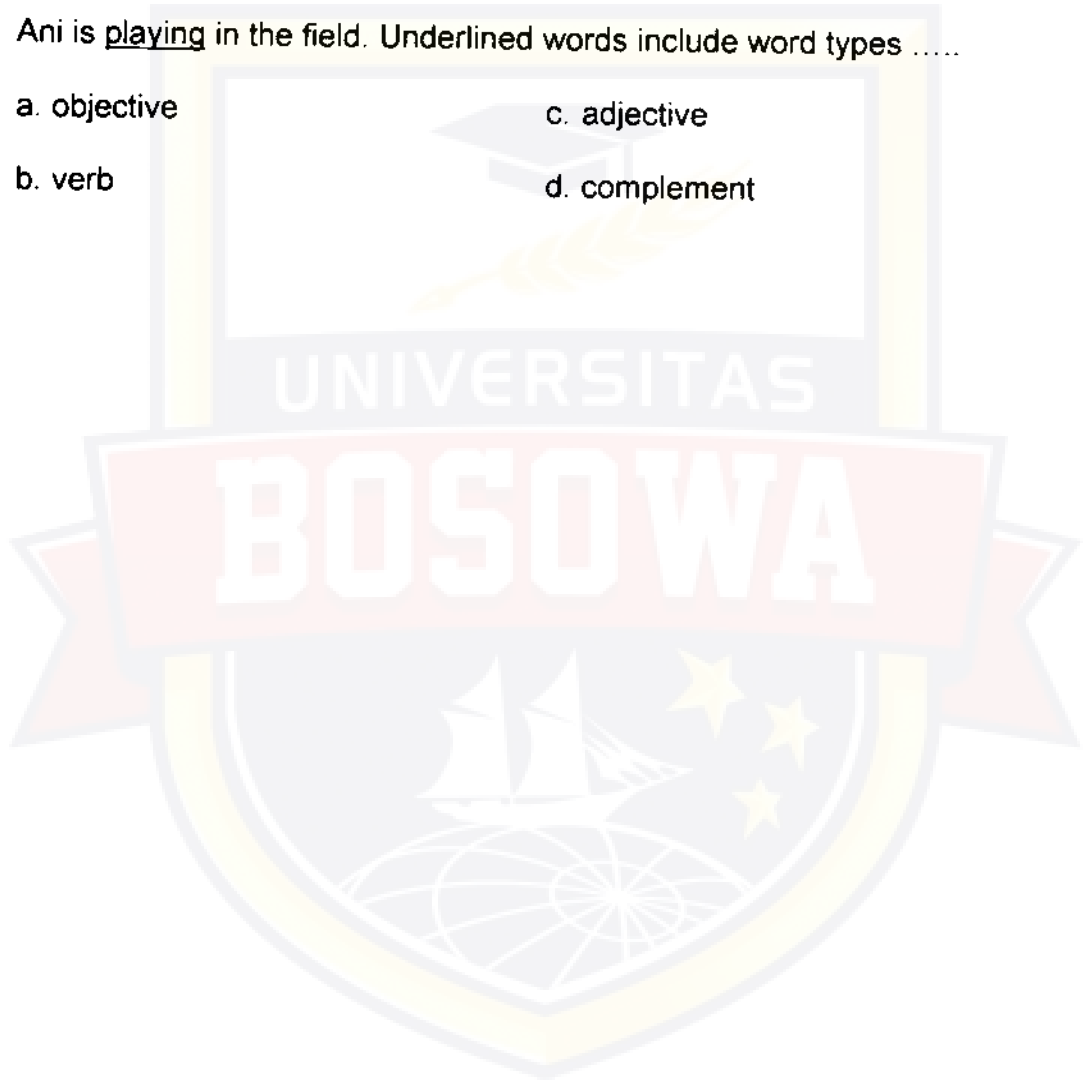 Ani is playing in the field. Underlined words include word types .....
a. objective
c. adjective
b. verb
d. complement
UNIVERSITAS
BOSOWA